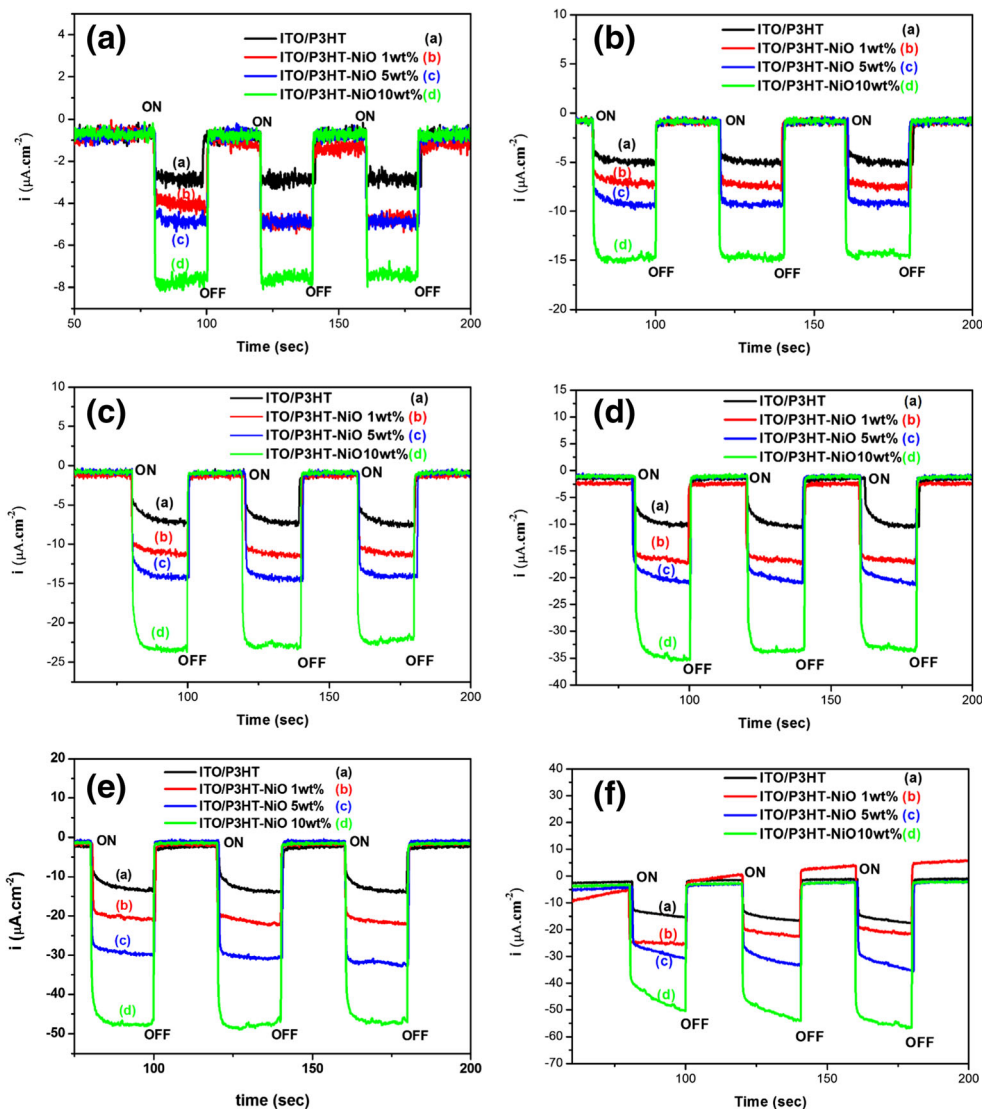 (a)
ITO/P3HT (a)
ITO/P3HT-NiO 1wt% (b)
ITO/P3HT-NiO 5wt% (c)
ITO/P3HT-NiO10wt% (d)
6
4
2
0
-2
-4
-6
-8
i (µA.cm-2)
ON
ON
ON
(a)
(b)
(c)
(d)
OFF
OFF
OFF
50 100 150 200
Time (sec)
(b)
ITO/P3HT (a)
ITO/P3HT-NiO 1wt% (b)
ITO/P3HT-NiO 5wt% (c)
ITO/P3HT-NiO10wt% (d)
10
5
0
-5
-10
-15
-20
i (µA.cm-2)
ON
ON
ON
(a)
(b)
(c)
(d)
OFF
OFF
OFF
100 150 200
Time (sec)
(c)
ITO/P3HT (a)
ITO/P3HT-NiO 1wt% (b)
ITO/P3HT-NiO 5wt% (c)
ITO/P3HT-NiO10wt% (d)
10
5
0
-5
-10
-15
-20
-25
i (µA.cm-2)
ON
ON
ON
(a)
(b)
(c)
(d)
OFF
OFF
OFF
100 150 200
Time (sec)
(d)
ITO/P3HT (a)
ITO/P3HT-NiO 1wt% (b)
ITO/P3HT-NiO 5wt% (c)
ITO/P3HT-NiO10wt% (d)
15
10
5
0
-5
-10
-15
-20
-25
-30
-35
-40
i (µA.cm-2)
ON
ON
ON
(a)
(b)
(c)
(d)
OFF
OFF
OFF
100 150 200
Time (sec)
(e)
ITO/P3HT (a)
ITO/P3HT-NiO 1wt% (b)
ITO/P3HT-NiO 5wt% (c)
ITO/P3HT-NiO 10wt% (d)
20
10
0
-10
-20
-30
-40
-50
i (µA.cm-2)
ON
ON
ON
(a)
(b)
(c)
(d)
OFF
OFF
OFF
100 150 200
time (sec)
(f)
ITO/P3HT (a)
ITO/P3HT-NiO 1wt% (b)
ITO/P3HT-NiO 5wt% (c)
ITO/P3HT-NiO10wt% (d)
40
30
20
10
0
-10
-20
-30
-40
-50
-60
-70
i (µA.cm-2)
ON
ON
ON
(a)
(b)
(c)
(d)
OFF
OFF
OFF
100 150 200
Time (sec)